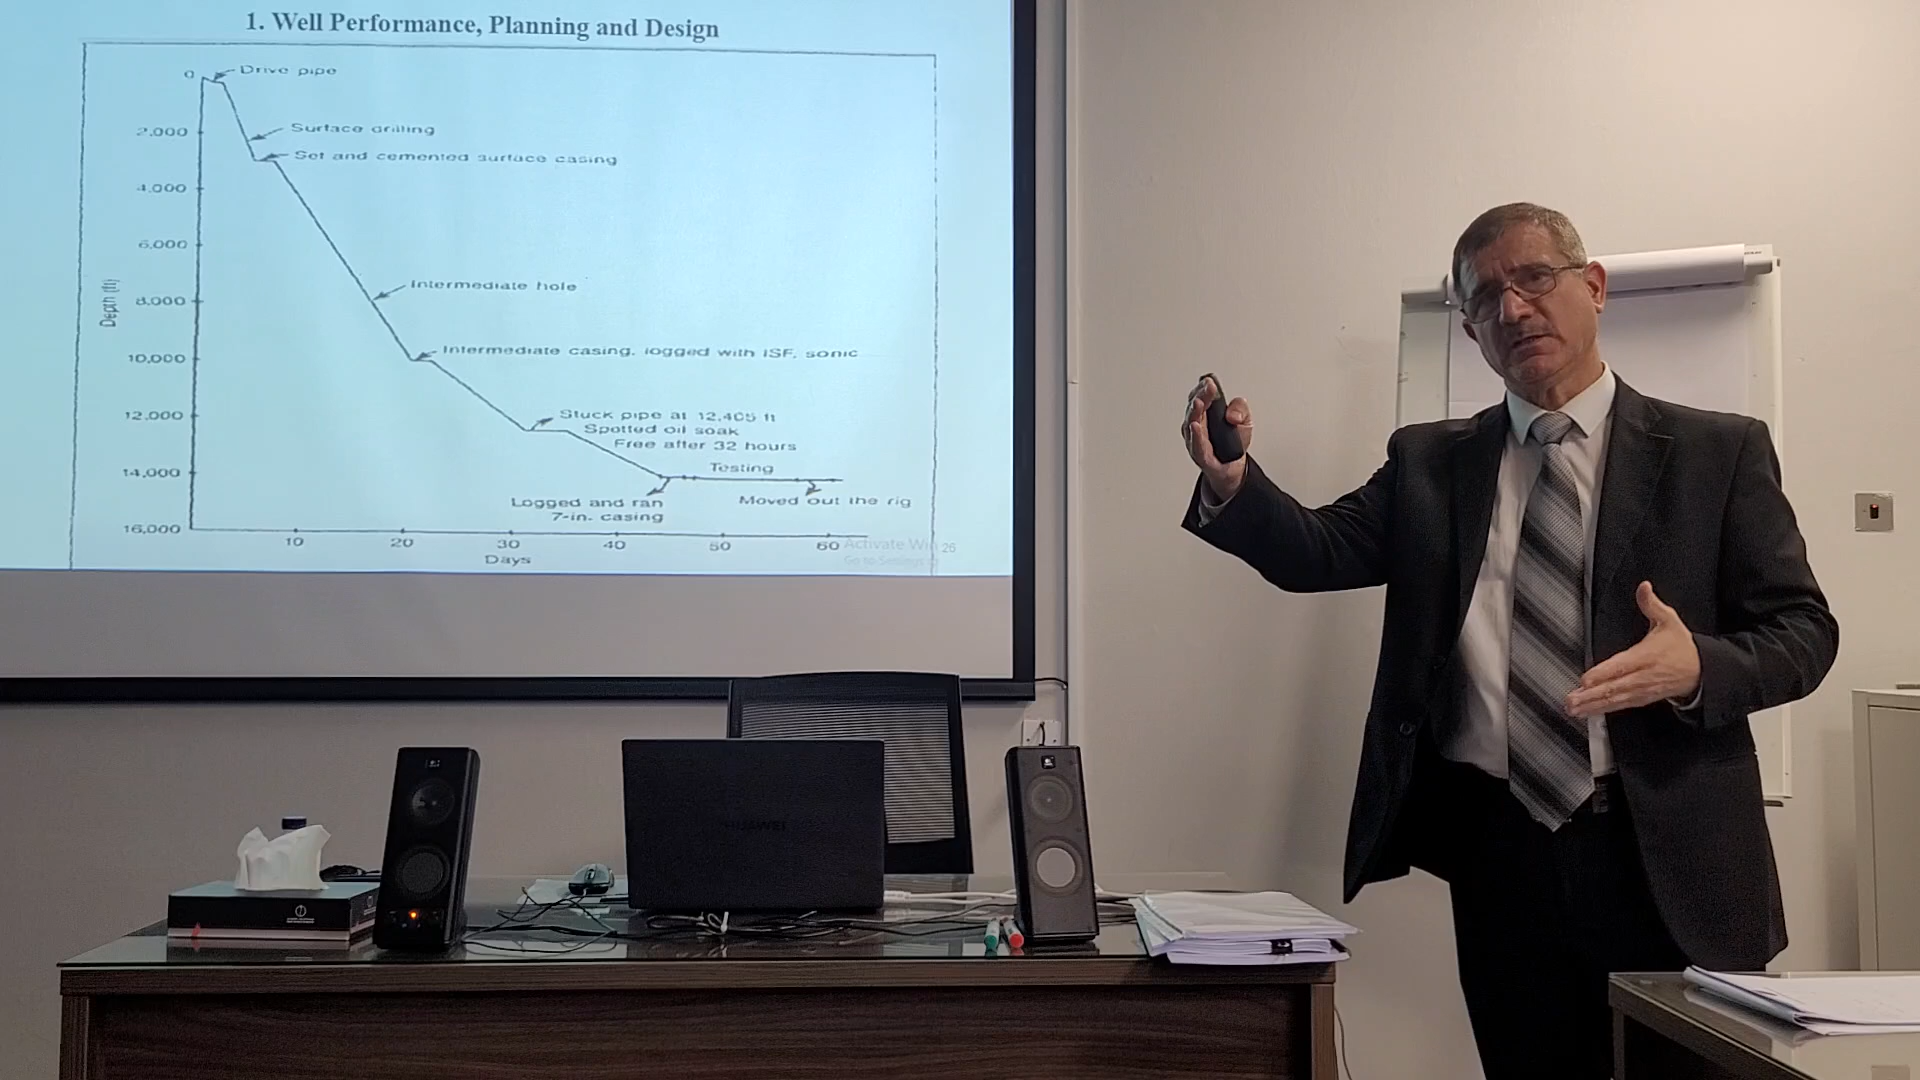 1. Well Performance, Planning and Design
0
Drive pipe
2,000
Surface drilling
Set and cemented surface casing
4,000
6,000
Depth (ft)
8,000
Intermediate hole
10,000
Intermediate casing, logged with ISF, sonic
12,000
Stuck pipe at 12,405 ft
Spotted oil soak
Free after 32 hours
14,000
Testing
Logged and ran
7-in. casing
Moved out the rig
16,000
10 20 30 40 50 60
Days
Activate Wi 26
Go to Settings
HUAWEI